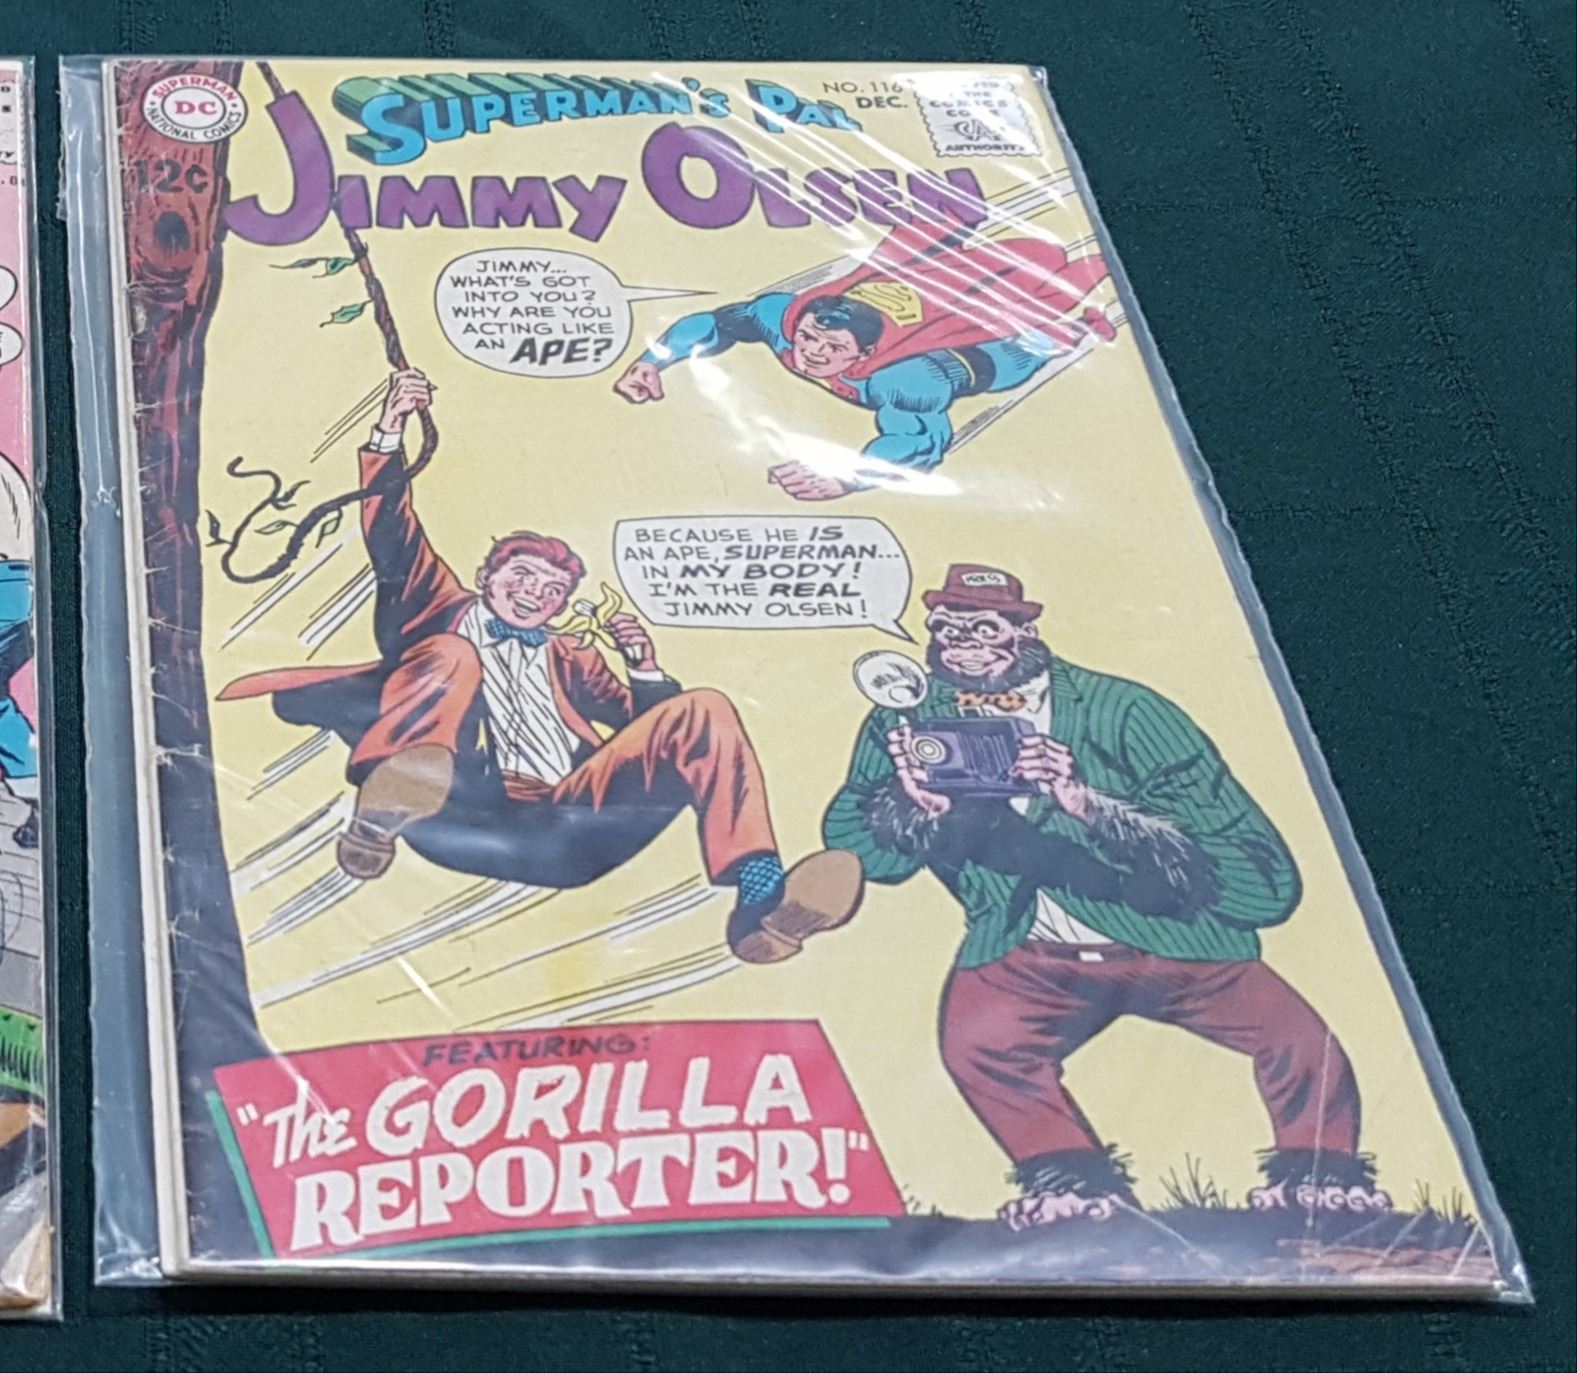 SUPERMAN
DC
NATIONAL COMICS
12¢
SUPERMAN'S PAL
JIMMY OLSEN
NO. 116
DEC.
THE
COMICS
CODE
AUTHORITY
JIMMY...
WHAT'S GOT
INTO YOU?
WHY ARE YOU
ACTING LIKE
AN APE?
BECAUSE HE IS
AN APE, SUPERMAN...
IN MY BODY!
I'M THE REAL
JIMMY OLSEN!
PRESS
FEATURING:
"The GORILLA
REPORTER!"